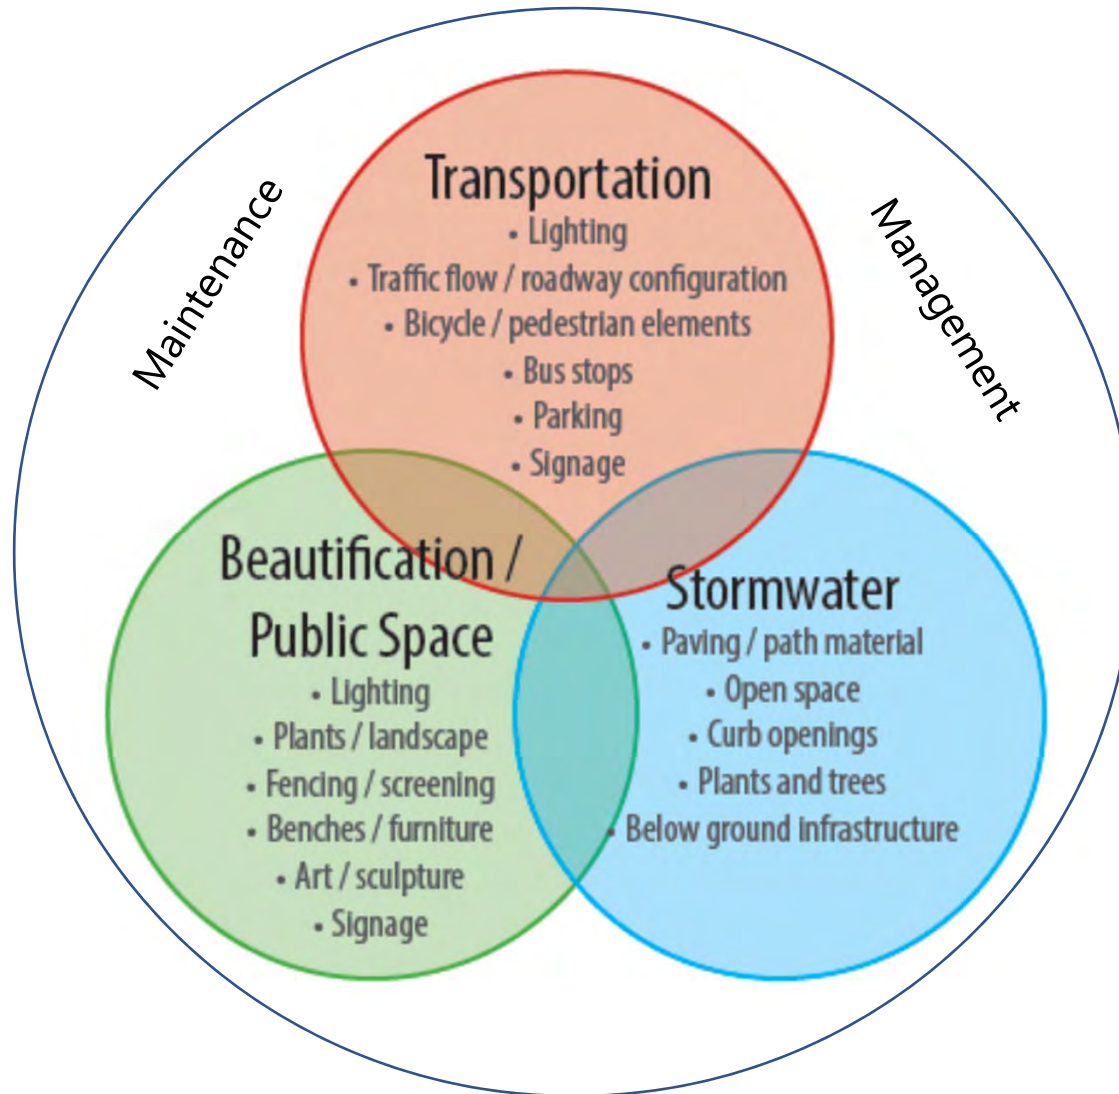 Maintenance
Management
Transportation
• Lighting
• Traffic flow / roadway configuration
• Bicycle / pedestrian elements
• Bus stops
• Parking
• Signage
Beautification /
Public Space
• Lighting
• Plants / landscape
• Fencing / screening
• Benches / furniture
• Art / sculpture
• Signage
Stormwater
• Paving / path material
• Open space
• Curb openings
• Plants and trees
• Below ground infrastructure